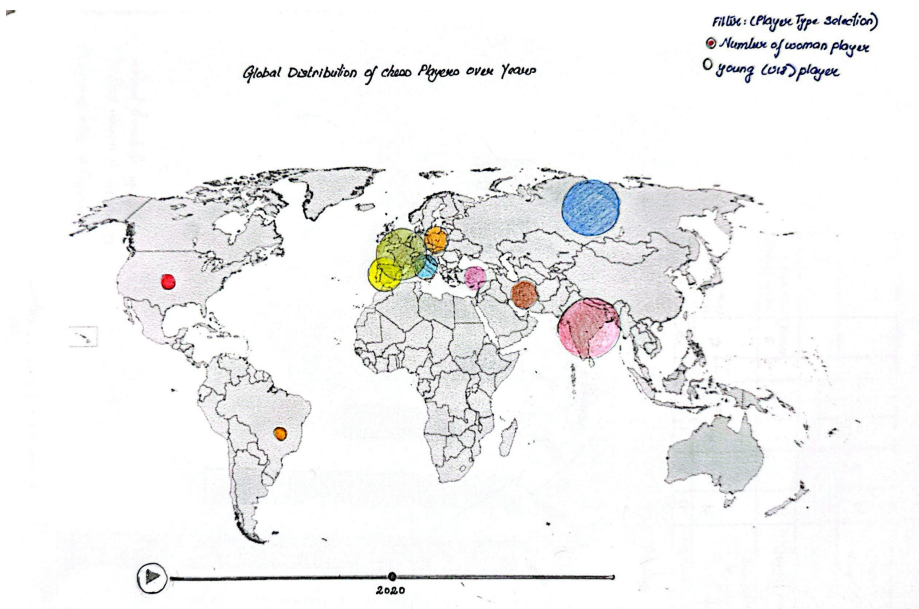 Filter: (Player Type Selection)
Number of woman player
young (U18) player
Global Distribution of chess Players over Years
2020